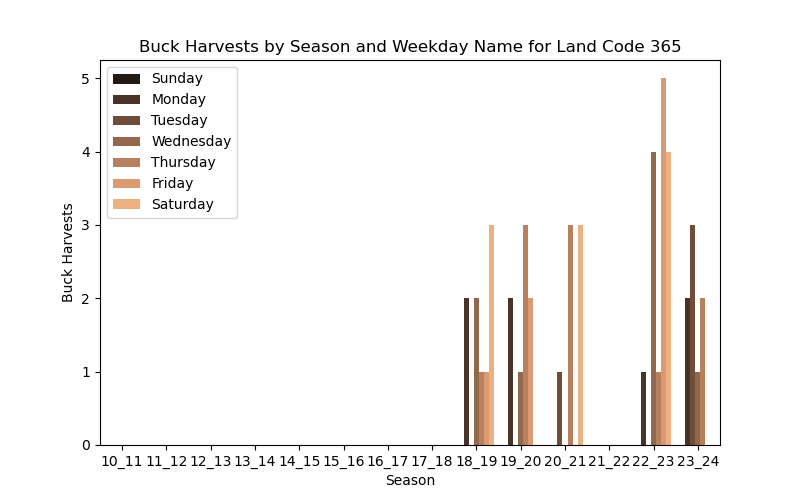 Buck Harvests by Season and Weekday Name for Land Code 365
Sunday
Monday
Tuesday
Wednesday
Thursday
Friday
Saturday
5
4
3
2
1
0
Buck Harvests
10_11 11_12 12_13 13_14 14_15 15_16 16_17 17_18 18_19 19_20 20_21 21_22 22_23 23_24
Season